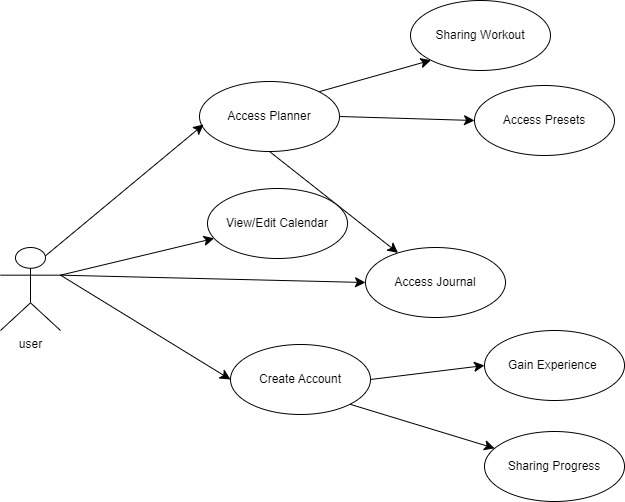 Sharing Workout
Access Planner
Access Presets
View/Edit Calendar
Access Journal
user
Gain Experience
Create Account
Sharing Progress